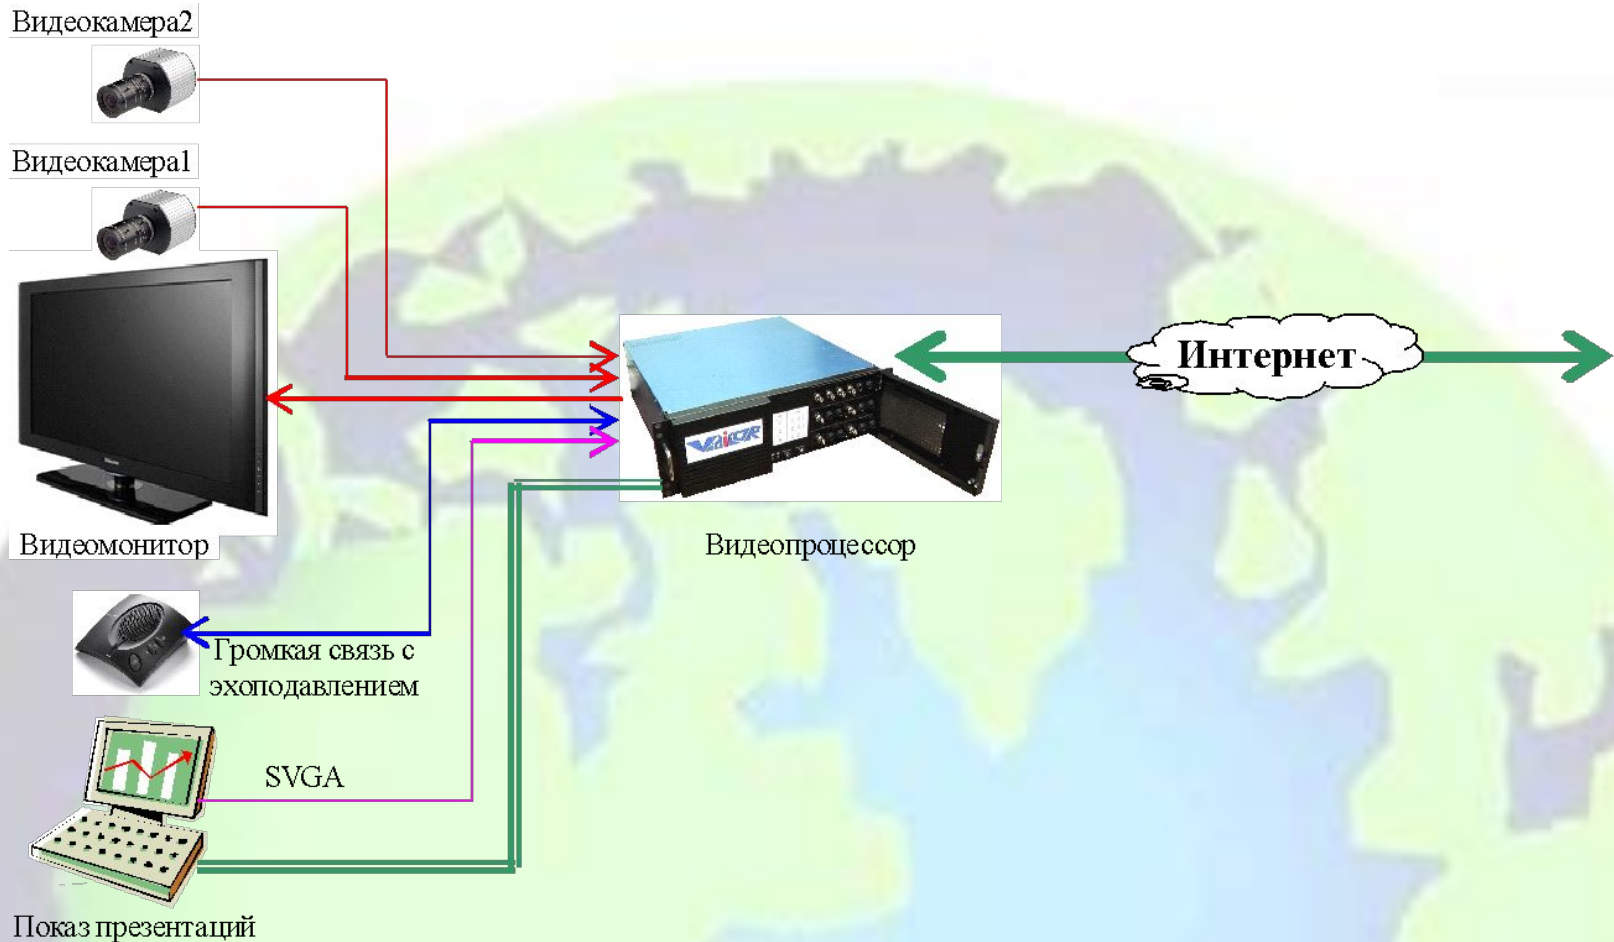 Видеокамера2
Видеокамера1
Интернет
Видеомонитор
Видеопроцессор
Громкая связь с
эхоподавлением
SVGA
Показ презентаций